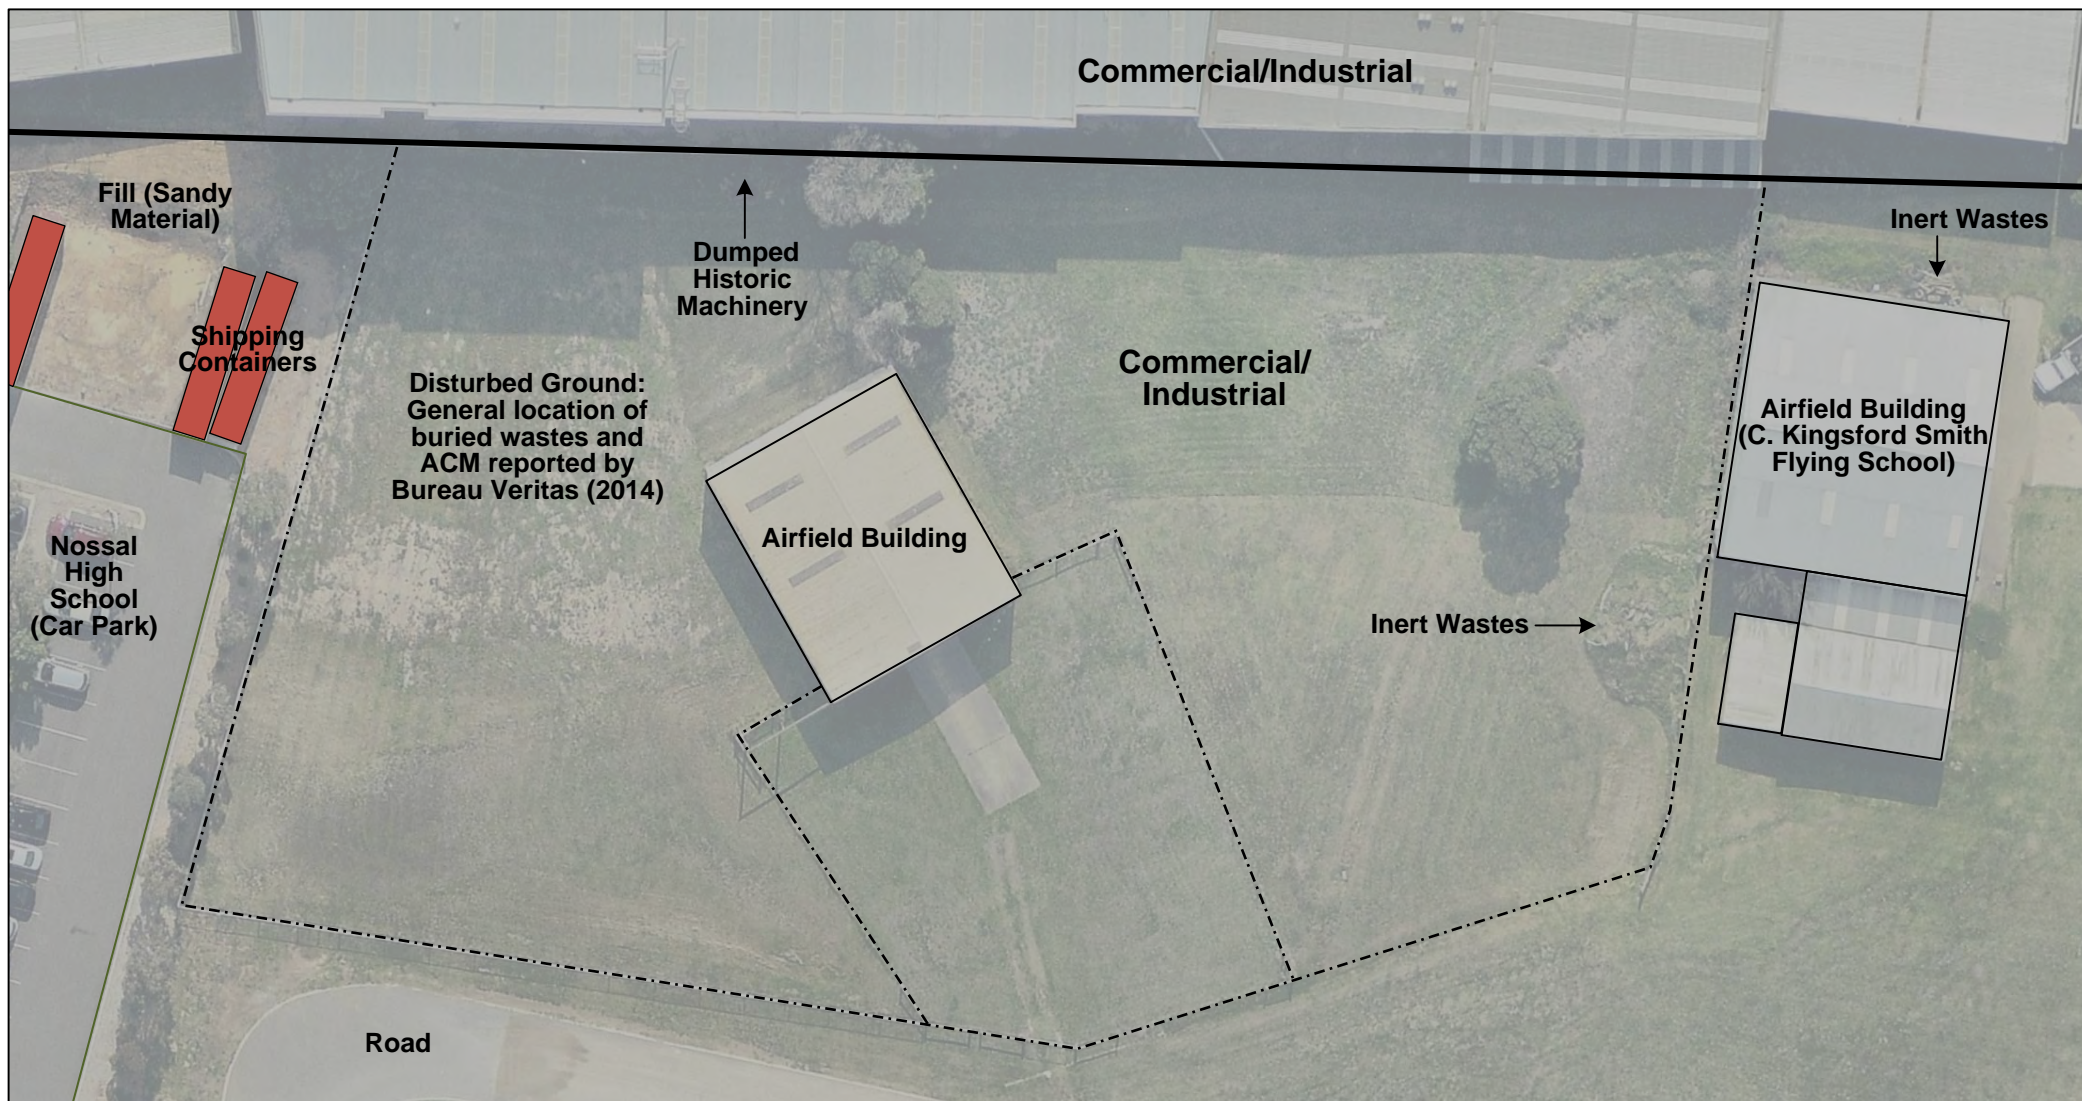 Commercial/Industrial
Fill (Sandy
Material)
Inert Wastes
Dumped
Historic
Machinery
Shipping
Containers
Commercial/
Industrial
Disturbed Ground:
General location of
buried wastes and
ACM reported by
Bureau Veritas (2014)
Airfield Building
(C. Kingsford Smith
Flying School)
Airfield Building
Nossal
High
School
(Car Park)
Inert Wastes
Road